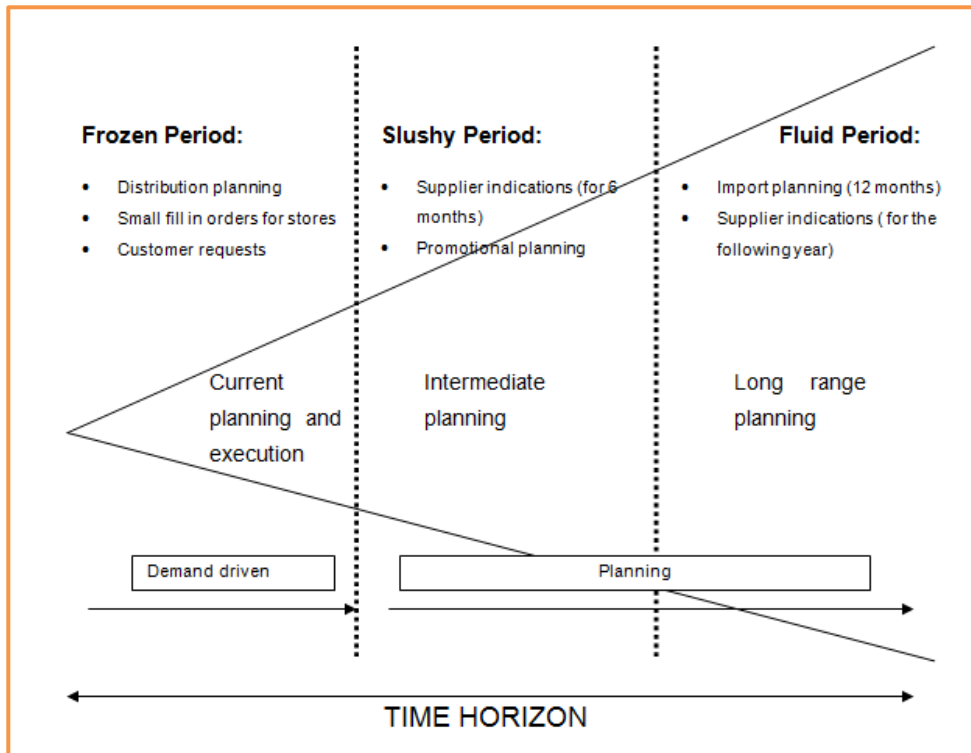 Frozen Period:
• Distribution planning
• Small fill in orders for stores
• Customer requests
Slushy Period:
• Supplier indications (for 6
months)
• Promotional planning
Fluid Period:
• Import planning (12 months)
• Supplier indications ( for the
following year)
Current
planning and
execution
Intermediate
planning
Long range
planning
Demand driven
Planning
TIME HORIZON